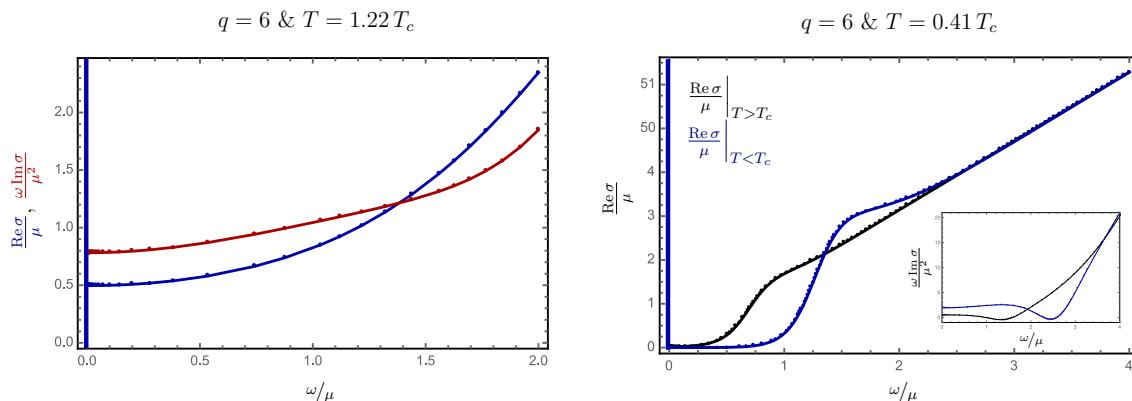 q = 6 & T = 1.22 T_c
Re σ/μ , ω Im σ/μ²
2.0
1.5
1.0
0.5
0.0
0.0 0.5 1.0 1.5 2.0
ω/μ
q = 6 & T = 0.41 T_c
Re σ/μ
51
50
4
3
2
1
0
0 1 2 3 4
ω/μ
Re σ/μ |T>T_c
Re σ/μ |T<T_c
ω Im σ/μ²
20
15
10
5
0
0 1 2 3 4
ω/μ